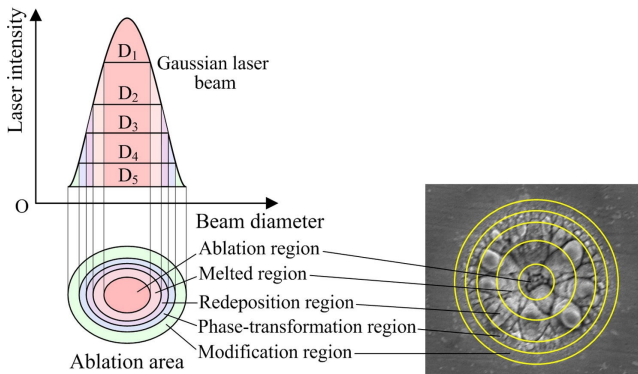 Laser intensity
D1
D2
D3
D4
D5
Gaussian laser
beam
O
Beam diameter
Ablation region
Melted region
Redeposition region
Phase-transformation region
Modification region
Ablation area